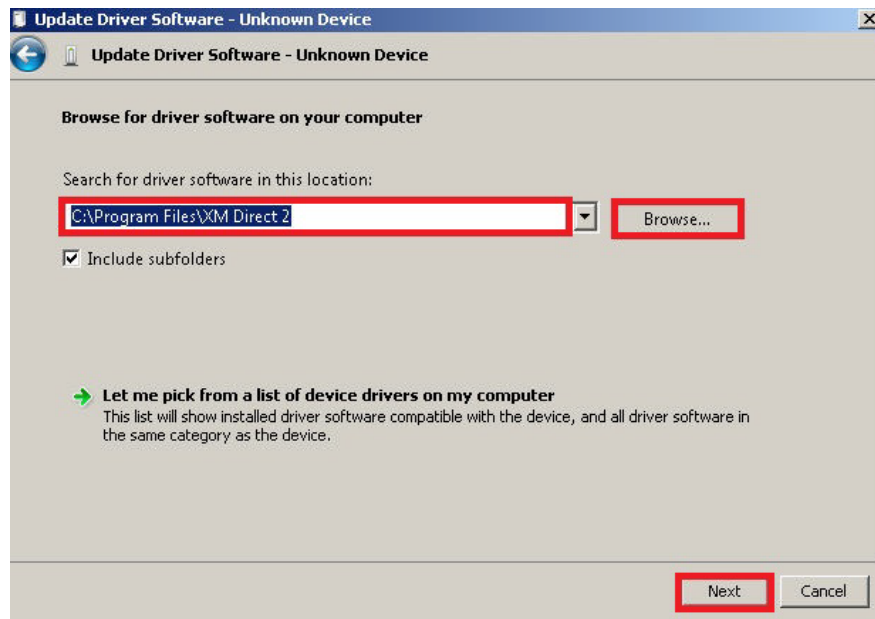 Update Driver Software - Unknown Device
Update Driver Software - Unknown Device
Browse for driver software on your computer
Search for driver software in this location:
C:\Program Files\XM Direct 2
Browse...
Include subfolders
Let me pick from a list of device drivers on my computer
This list will show installed driver software compatible with the device, and all driver software in
the same category as the device.
Next
Cancel